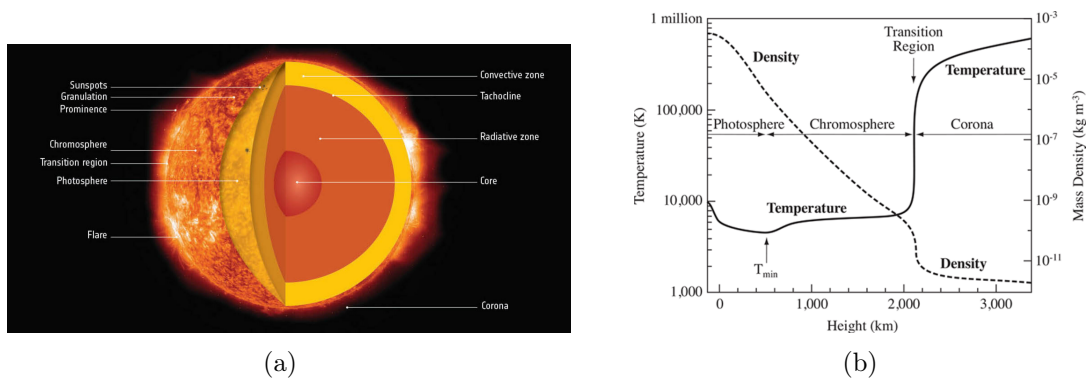 Sunspots
Granulation
Prominence
Chromosphere
Transition region
Photosphere
Flare
Convective zone
Tachocline
Radiative zone
Core
Corona
(a)
Temperature (K)
1 million
100,000
10,000
1,000
Density
Transition
Region
Temperature
Photosphere
Chromosphere
Corona
Temperature
T_min
Density
0
1,000
2,000
3,000
Height (km)
10^-3
10^-5
10^-7
10^-9
10^-11
Mass Density (kg m^-3)
(b)